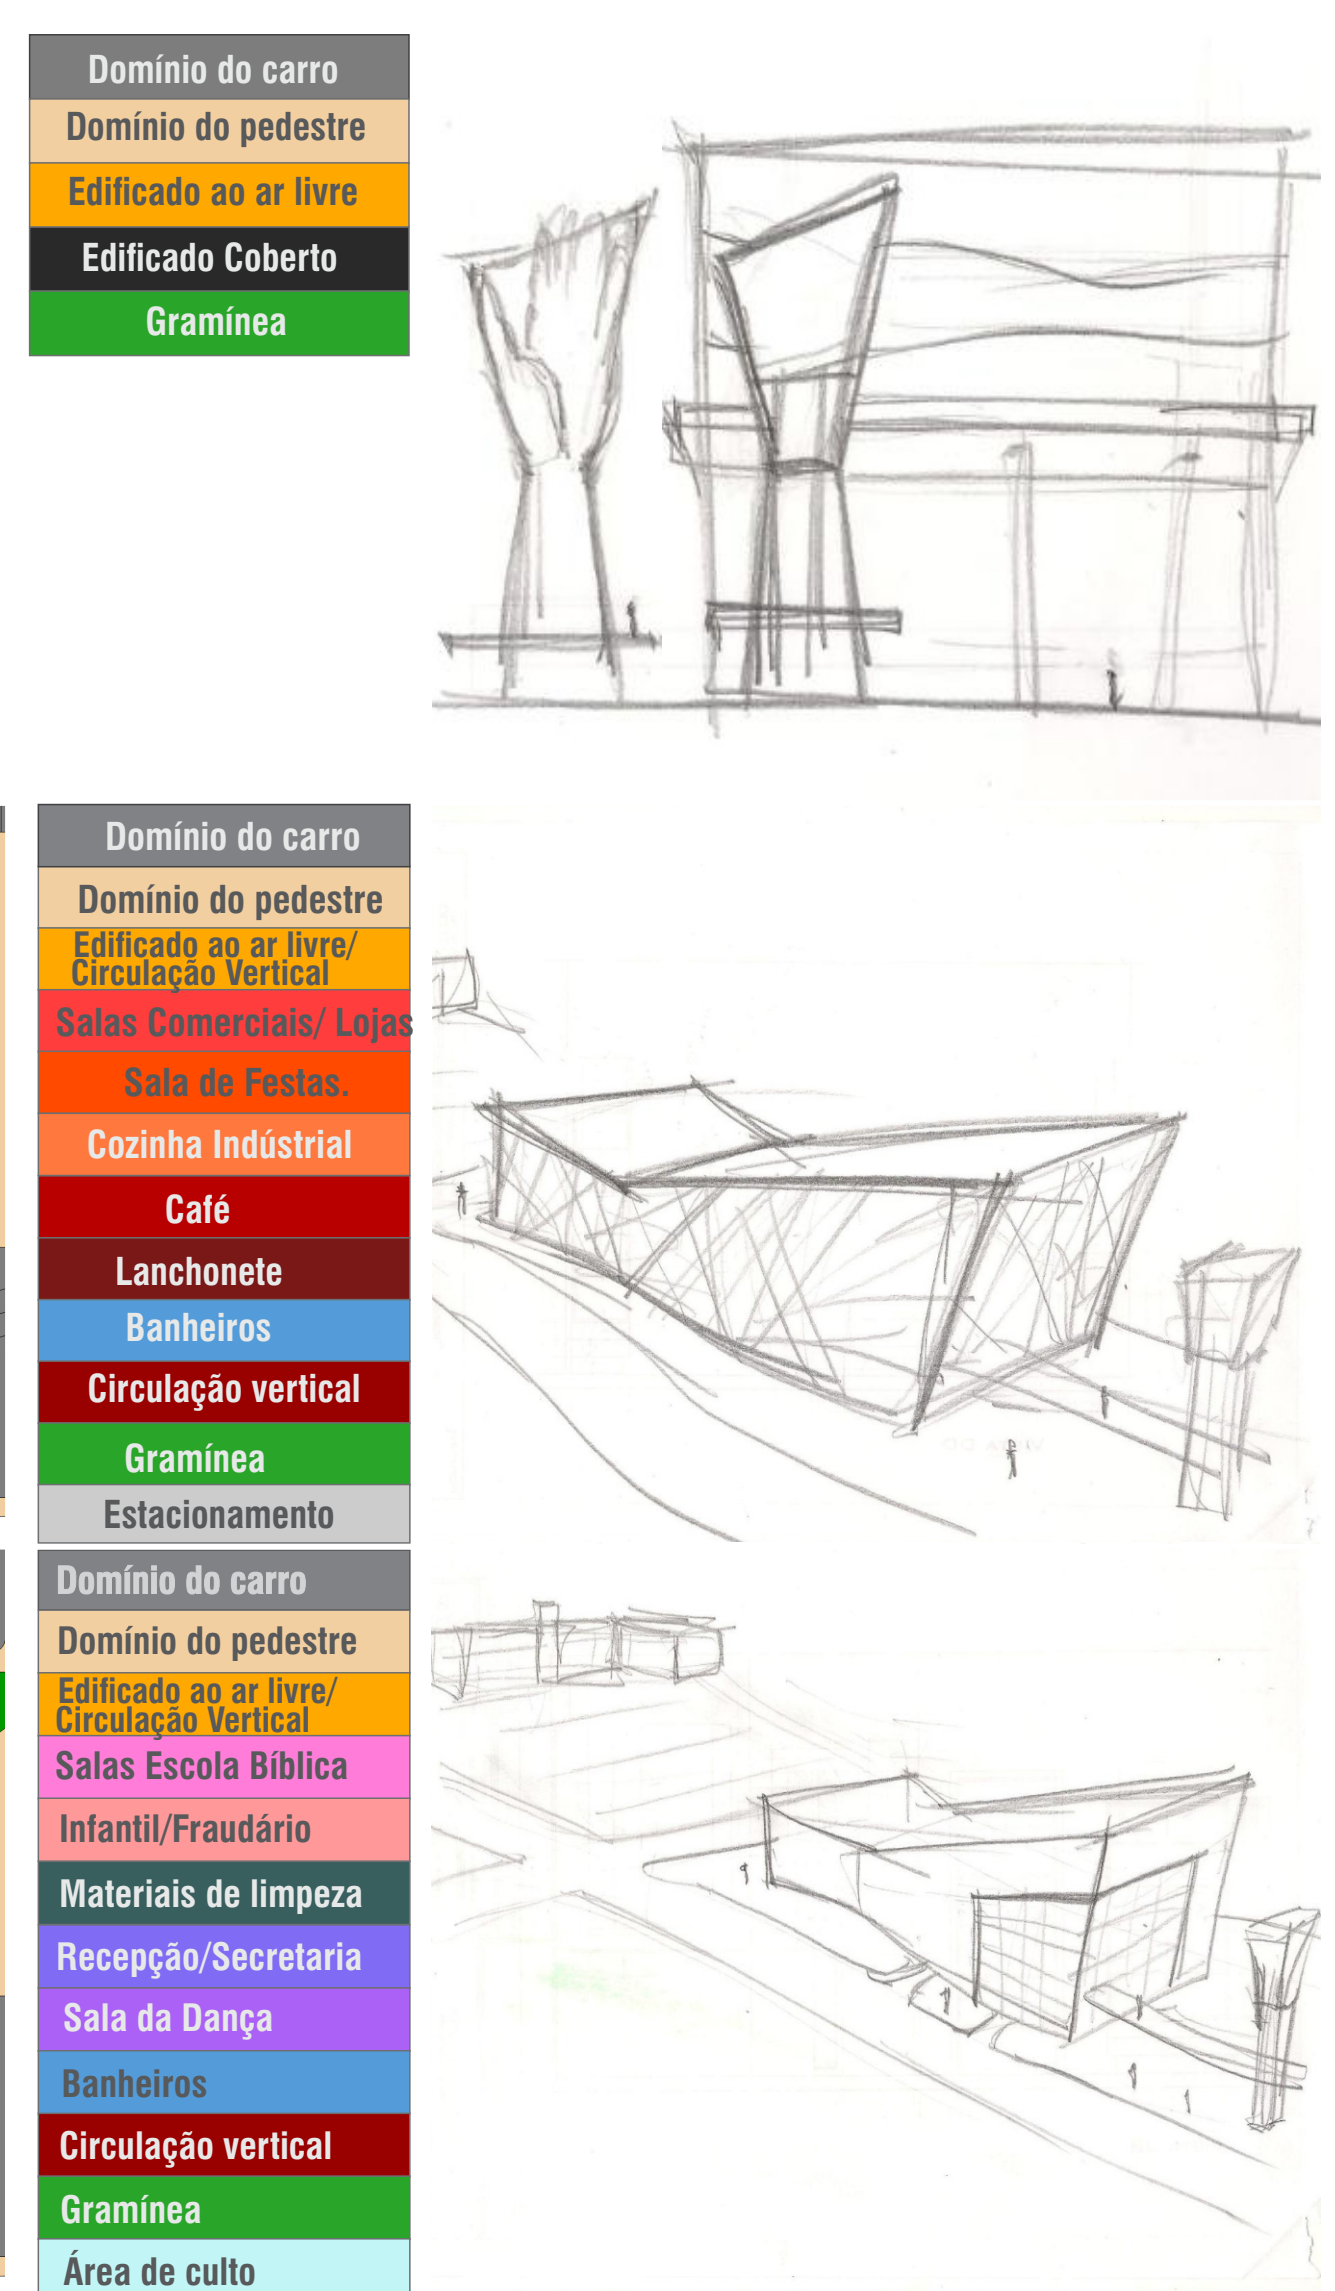 Domínio do carro
Domínio do pedestre
Edificado ao ar livre
Edificado Coberto
Gramínea
Domínio do carro
Domínio do pedestre
Edificado ao ar livre/
Circulação Vertical
Salas Comerciais/ Lojas
Sala de Festas.
Cozinha Indústrial
Café
Lanchonete
Banheiros
Circulação vertical
Gramínea
Estacionamento
Domínio do carro
Domínio do pedestre
Edificado ao ar livre/
Circulação Vertical
Salas Escola Bíblica
Infantil/Fraudário
Materiais de limpeza
Recepção/Secretaria
Sala da Dança
Banheiros
Circulação vertical
Gramínea
Área de culto